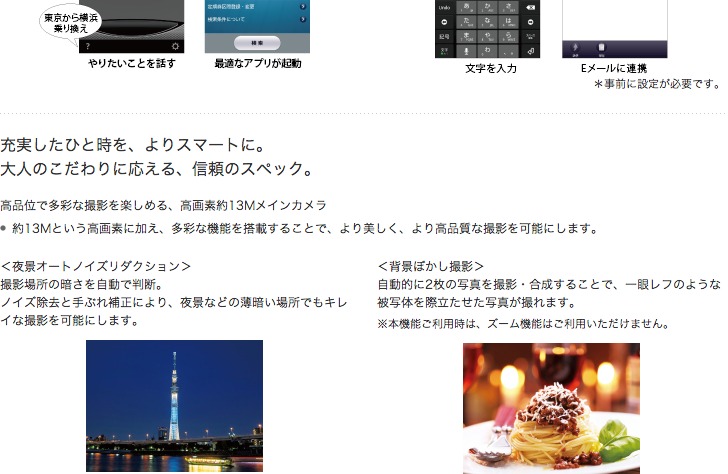 東京から横浜
乗り換え
定期券区間登録・変更
検索条件について
検索
Undo
か
さ
た
な
は
ま
や
ら
わ
記号
文字
やりたいことを話す
最適なアプリが起動
文字を入力
Eメールに連携
＊事前に設定が必要です。
充実したひと時を、よりスマートに。
大人のこだわりに応える、信頼のスペック。
高品位で多彩な撮影を楽しめる、高画素約13Mメインカメラ
● 約13Mという高画素に加え、多彩な機能を搭載することで、より美しく、より高品質な撮影を可能にします。
＜夜景オートノイズリダクション＞
撮影場所の暗さを自動で判断。
ノイズ除去と手ぶれ補正により、夜景などの薄暗い場所でもキレ
イな撮影を可能にします。
＜背景ぼかし撮影＞
自動的に2枚の写真を撮影・合成することで、一眼レフのような
被写体を際立たせた写真が撮れます。
※本機能ご利用時は、ズーム機能はご利用いただけません。